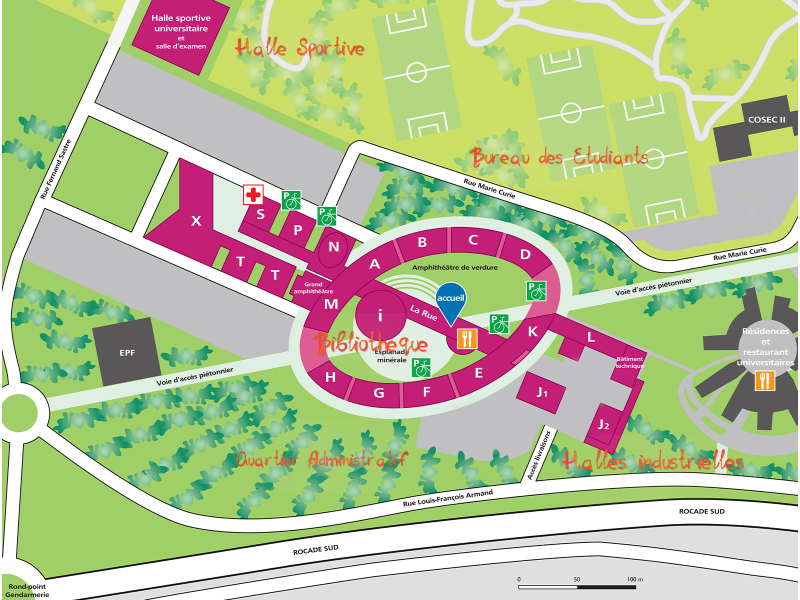 Halle sportive
universitaire
et
salle d'examen
Halle Sportive
COSEC II
Bureau des Etudiants
Rue Fernand Sastre
Rue Marie Curie
Rue Marie Curie
P
P
X
S
P
N
T
T
Grand
amphithéâtre
A
B
C
D
Amphithéâtre de verdure
Voie d'accès piétonnier
M
i
La Rue
accueil
P
P
K
L
Bâtiment
technique
Résidences
et
restaurant
universitaires
Bibliotheque
Esplanade
minérale
P
EPF
Voie d'accès piétonnier
H
G
F
E
J1
J2
Quartier Administratif
Halles industrielles
Accès livraisons
Rue Louis-François Armand
ROCADE SUD
ROCADE SUD
Rond-point
Gendarmerie
0 50 100 m